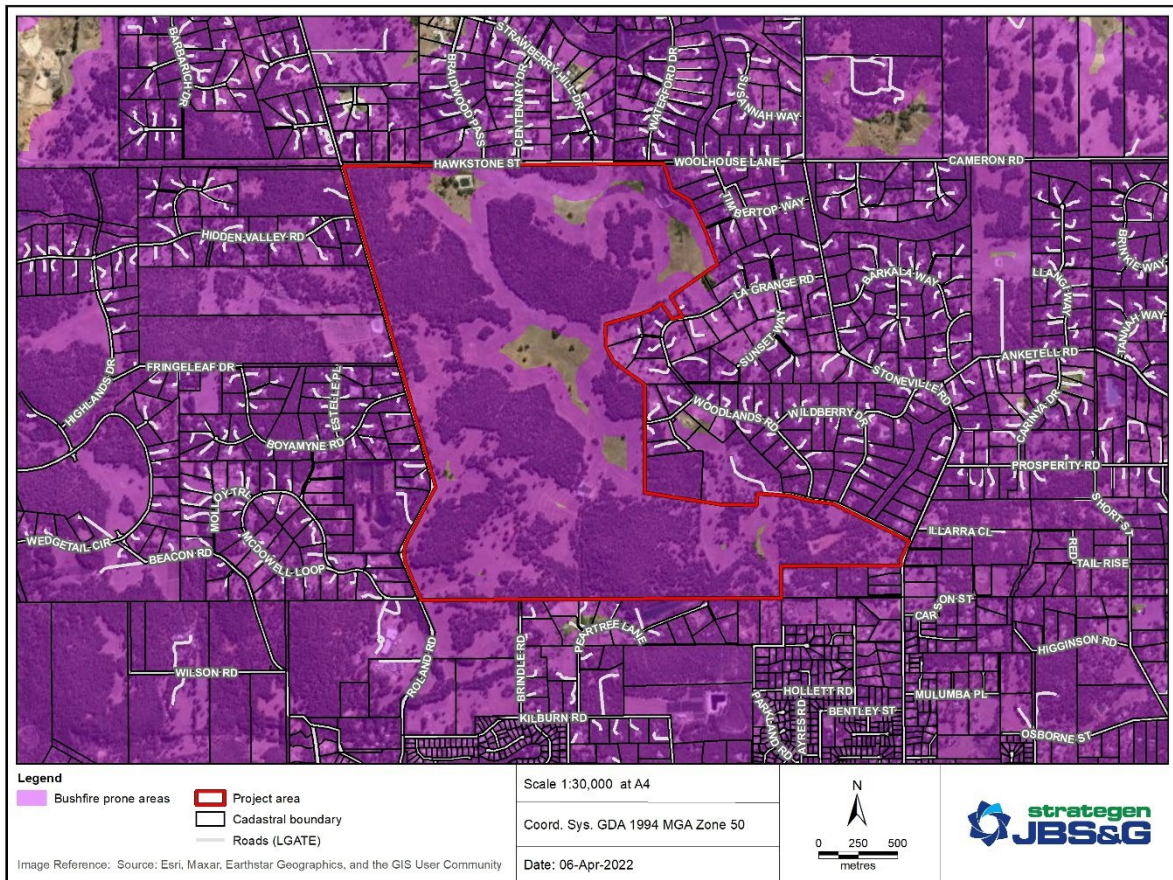 BARBARICH DR
BRAIDWOOD PASS
CENTENARY DR
STRAWBERRY HILL DR
WATERFORD DR
SUSANNAH WAY
HAWKSTONE ST
WOOLHOUSE LANE
CAMERON RD
TIMBERTOP WAY
HIDDEN VALLEY RD
LA GRANGE RD
BARKALA WAY
BRINKIE WAY
LLANGI WAY
TANNAH WAY
SUNSET WAY
ANKETELL RD
HIGHLANDS DR
FRINGELEAF DR
ESTELLE PL
STONEVILLE RD
WOODLANDS RD
WILDBERRY DR
CARINYA DR
BOYAMYNE RD
PROSPERITY RD
MOLLOY TRL
SHORT ST
WEDGETAIL CIR
BEACON RD
MCDOWELL LOOP
ILLARRA CL
RED TAIL RISE
CARSON ST
PEARTREE LANE
HIGGINSON RD
WILSON RD
ROLAND RD
BRINDLE RD
HOLLETT RD
MULUMBA PL
PARKLAND RD
AYRES RD
BENTLEY ST
KILBURN RD
OSBORNE ST
Legend
Bushfire prone areas
Project area
Cadastral boundary
Roads (LGATE)
Image Reference: Source: Esri, Maxar, Earthstar Geographics, and the GIS User Community
Scale 1:30,000 at A4
Coord. Sys. GDA 1994 MGA Zone 50
Date: 06-Apr-2022
N
0 250 500
metres
strategen
JBS&G